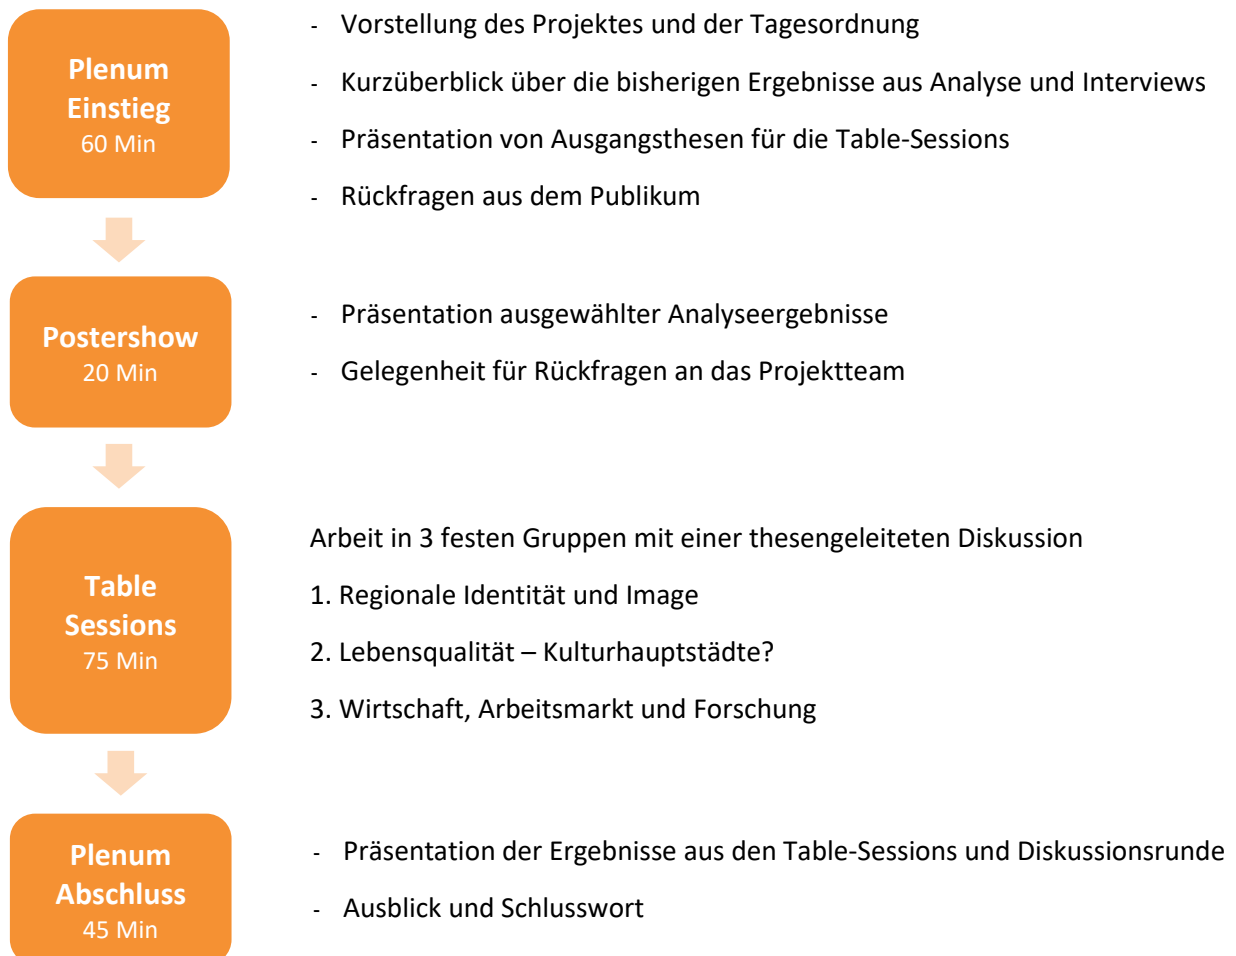 Plenum
Einstieg
60 Min
- Vorstellung des Projektes und der Tagesordnung
- Kurzüberblick über die bisherigen Ergebnisse aus Analyse und Interviews
- Präsentation von Ausgangsthesen für die Table-Sessions
- Rückfragen aus dem Publikum
Postershow
20 Min
- Präsentation ausgewählter Analyseergebnisse
- Gelegenheit für Rückfragen an das Projektteam
Table
Sessions
75 Min
Arbeit in 3 festen Gruppen mit einer thesengeleiteten Diskussion
1. Regionale Identität und Image
2. Lebensqualität – Kulturhauptstädte?
3. Wirtschaft, Arbeitsmarkt und Forschung
Plenum
Abschluss
45 Min
- Präsentation der Ergebnisse aus den Table-Sessions und Diskussionsrunde
- Ausblick und Schlusswort